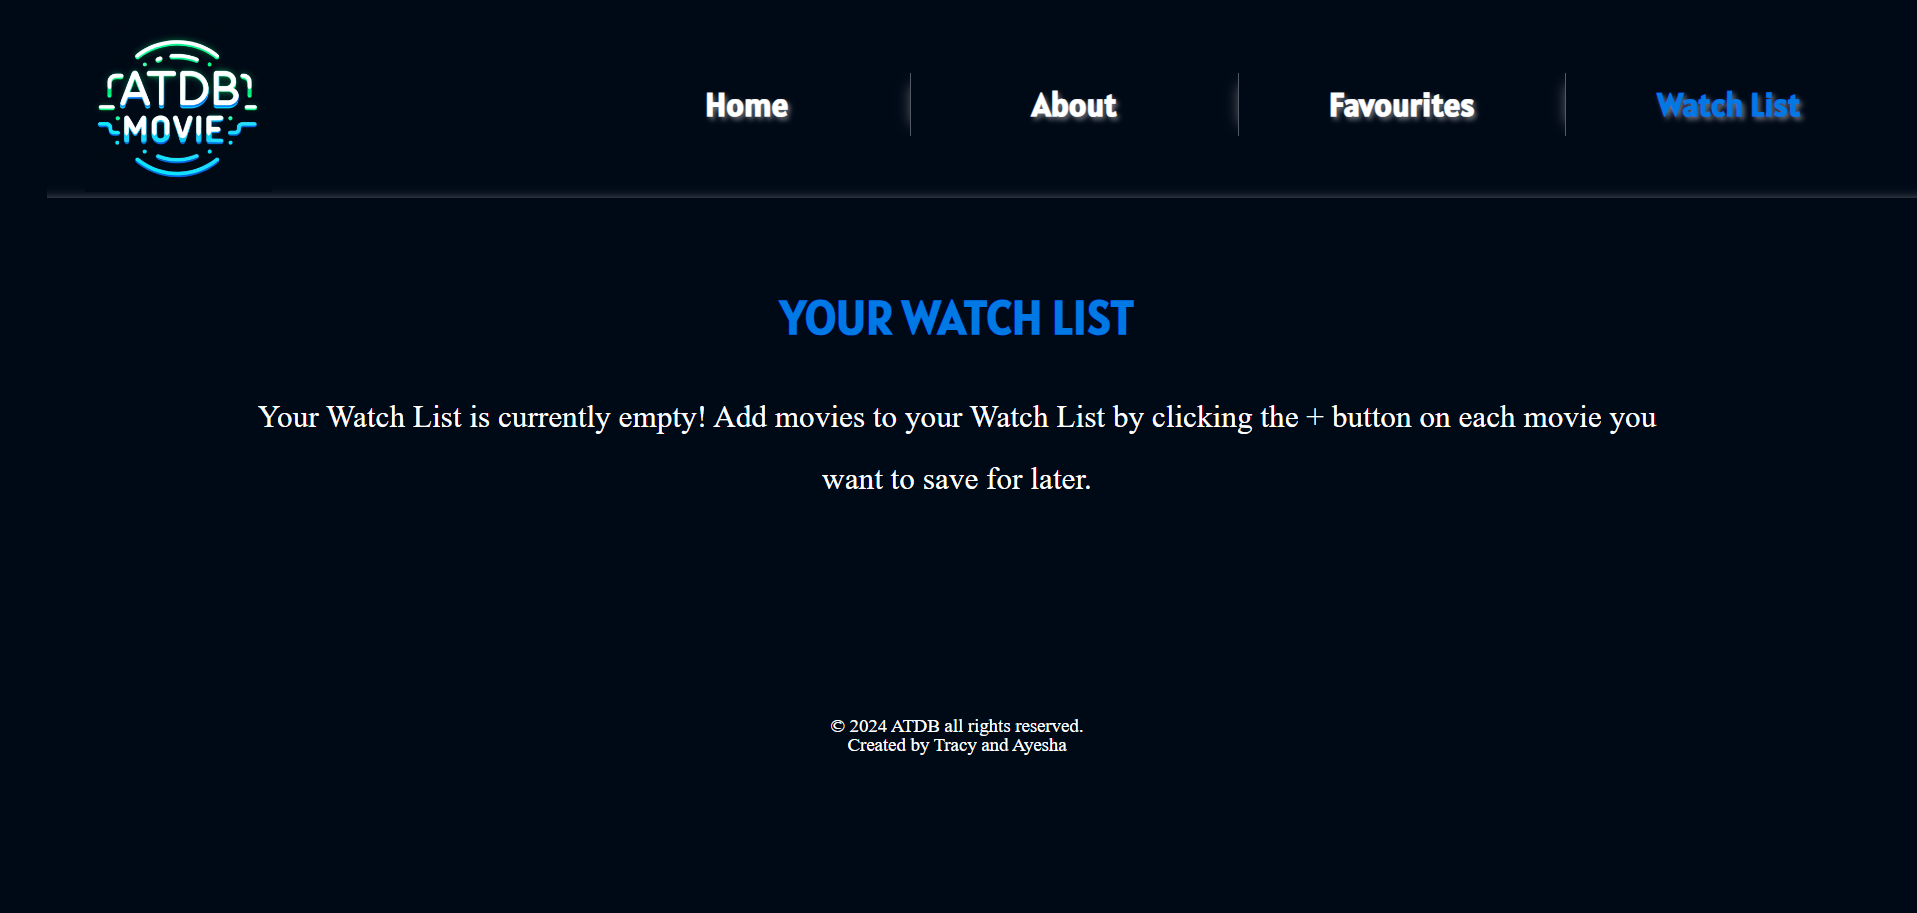 ATDB
MOVIE
Home
About
Favourites
Watch List
YOUR WATCH LIST
Your Watch List is currently empty! Add movies to your Watch List by clicking the + button on each movie you
want to save for later.
© 2024 ATDB all rights reserved.
Created by Tracy and Ayesha